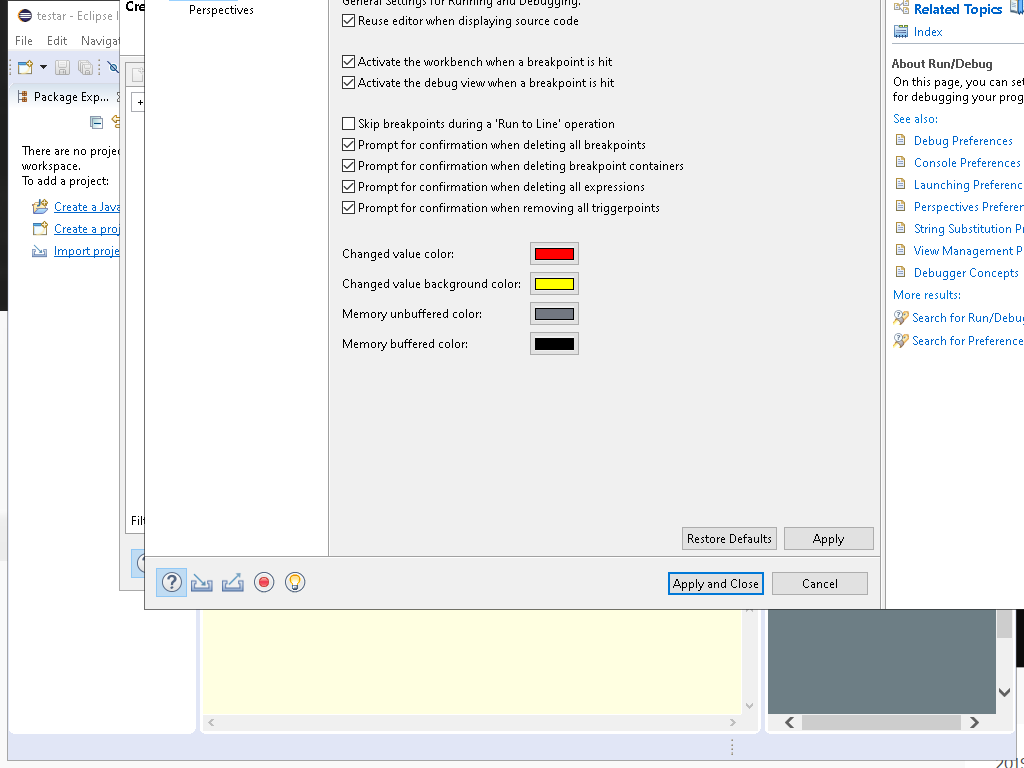 testar - Eclipse I
File Edit Navigat
Package Exp...
There are no proje
workspace.
To add a project:
Create a Java
Create a proj
Import proje
Cre
Filt
Perspectives
General Settings for Running and Debugging.
Reuse editor when displaying source code
Activate the workbench when a breakpoint is hit
Activate the debug view when a breakpoint is hit
Skip breakpoints during a 'Run to Line' operation
Prompt for confirmation when deleting all breakpoints
Prompt for confirmation when deleting breakpoint containers
Prompt for confirmation when deleting all expressions
Prompt for confirmation when removing all triggerpoints
Changed value color:
Changed value background color:
Memory unbuffered color:
Memory buffered color:
Restore Defaults Apply
Apply and Close Cancel
Related Topics
Index
About Run/Debug
On this page, you can set
for debugging your prog
See also:
Debug Preferences
Console Preferences
Launching Preferenc
Perspectives Preferen
String Substitution Pr
View Management P
Debugger Concepts
More results:
Search for Run/Debug
Search for Preference
2019